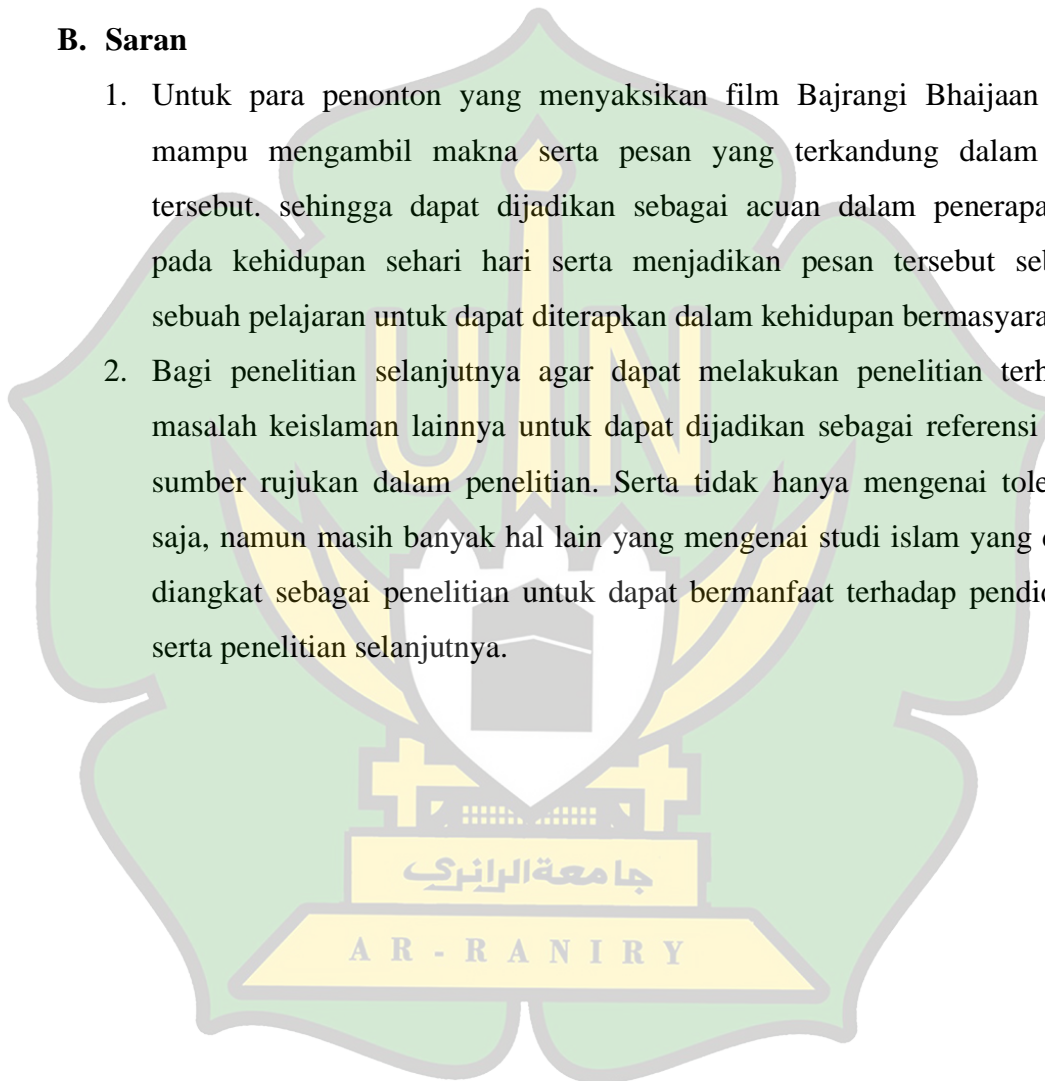 B. Saran
1. Untuk para penonton yang menyaksikan film Bajrangi Bhaijaan
mampu mengambil makna serta pesan yang terkandung dalam
tersebut. sehingga dapat dijadikan sebagai acuan dalam penerapa
pada kehidupan sehari hari serta menjadikan pesan tersebut seb
sebuah pelajaran untuk dapat diterapkan dalam kehidupan bermasyara
2. Bagi penelitian selanjutnya agar dapat melakukan penelitian terh
masalah keislaman lainnya untuk dapat dijadikan sebagai referensi
sumber rujukan dalam penelitian. Serta tidak hanya mengenai tole
saja, namun masih banyak hal lain yang mengenai studi islam yang
diangkat sebagai penelitian untuk dapat bermanfaat terhadap pendi
serta penelitian selanjutnya.
UIN
جامعةالرانري
AR-RANIRY